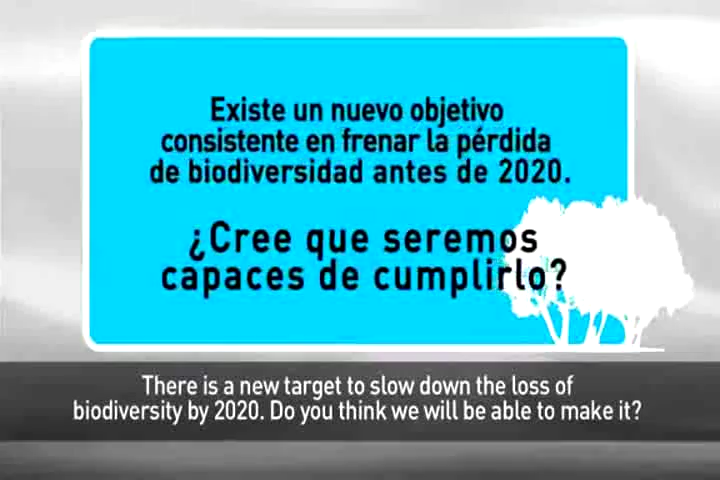 Existe un nuevo objetivo
consistente en frenar la pérdida
de biodiversidad antes de 2020.
¿Cree que seremos
capaces de cumplirlo?
There is a new target to slow down the loss of
biodiversity by 2020. Do you think we will be able to make it?